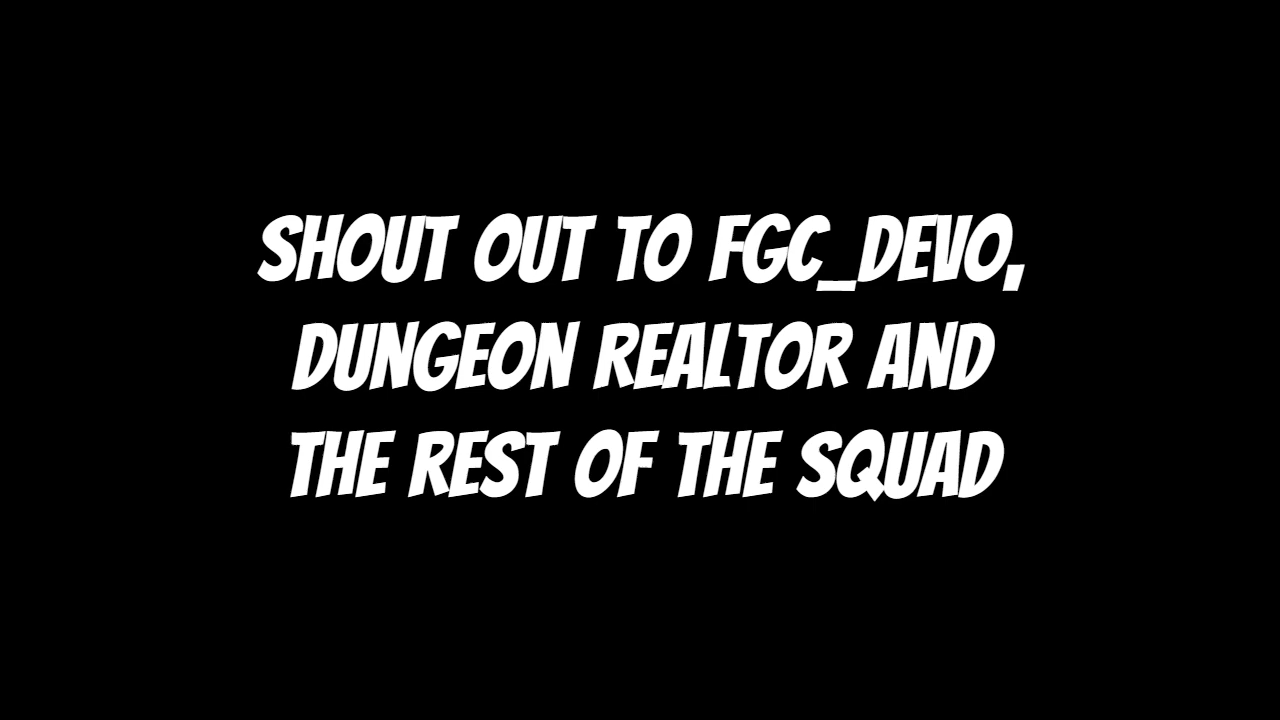 SHOUT OUT TO FGC_DEVO,
DUNGEON REALTOR AND
THE REST OF THE SQUAD